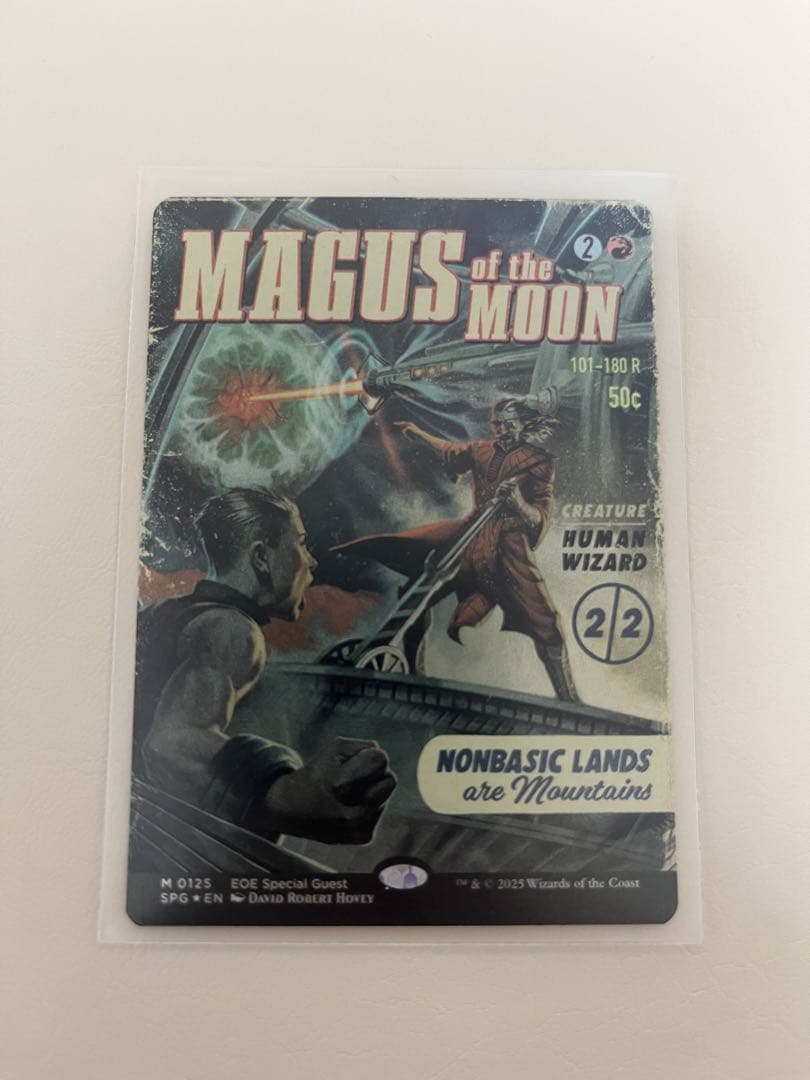 MAGUS
of the
MOON
2
101-180 R
50¢
CREATURE
HUMAN
WIZARD
2|2
NONBASIC LANDS
are Mountains
M 0125 EOE Special Guest
SPG ★ EN DAVID ROBERT HOVEY
™ & © 2025 Wizards of the Coast